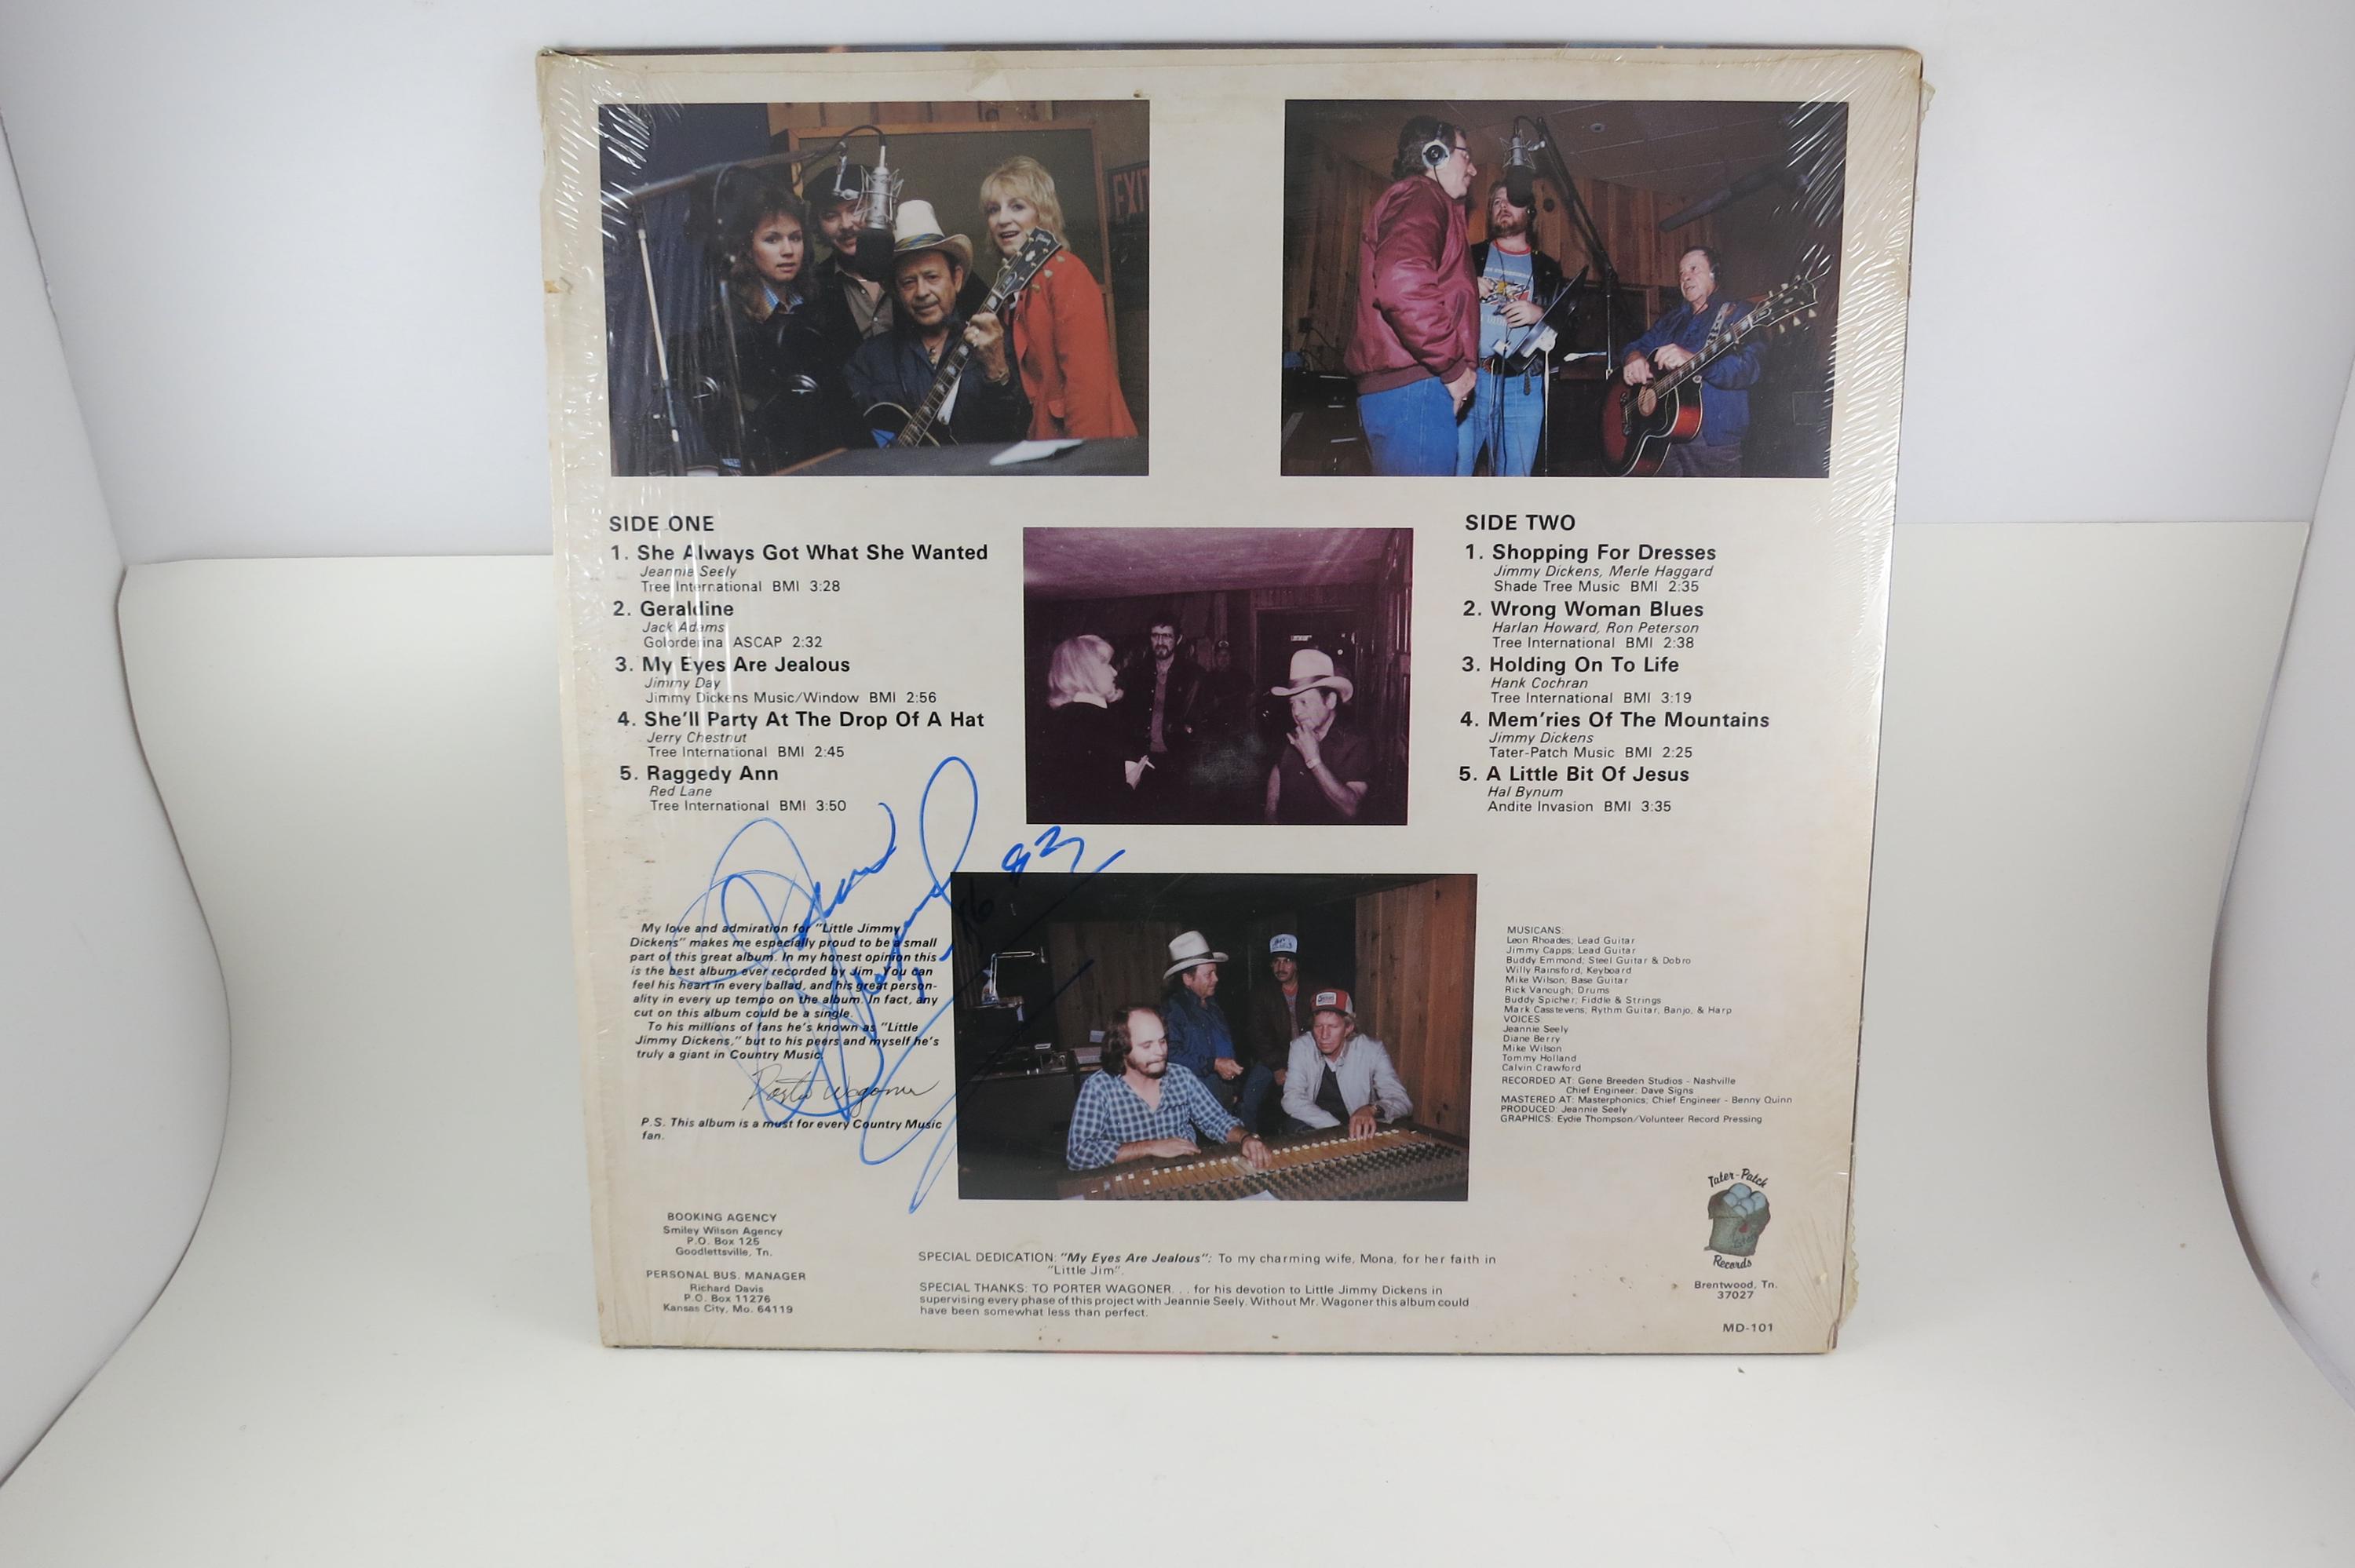 EXIT
SIDE ONE
1. She Always Got What She Wanted
Jeannie Seely
Tree International BMI 3:28
2. Geraldine
Jack Adams
Golorderina ASCAP 2:32
3. My Eyes Are Jealous
Jimmy Day
Jimmy Dickens Music/Window BMI 2:56
4. She'll Party At The Drop Of A Hat
Jerry Chestnut
Tree International BMI 2:45
5. Raggedy Ann
Red Lane
Tree International BMI 3:50
SIDE TWO
1. Shopping For Dresses
Jimmy Dickens, Merle Haggard
Shade Tree Music BMI 2:35
2. Wrong Woman Blues
Harlan Howard, Ron Peterson
Tree International BMI 2:38
3. Holding On To Life
Hank Cochran
Tree International BMI 3:19
4. Mem'ries Of The Mountains
Jimmy Dickens
Tater-Patch Music BMI 2:25
5. A Little Bit Of Jesus
Hal Bynum
Andite Invasion BMI 3:35
My love and admiration for "Little Jimmy
Dickens" makes me especially proud to be a small
part of this great album. In my honest opinion this
is the best album ever recorded by Jim. You can
feel his heart in every ballad, and his great person-
ality in every up tempo on the album. In fact, any
cut on this album could be a single.
To his millions of fans he's known as "Little
Jimmy Dickens," but to his peers and myself he's
truly a giant in Country Music.
Porter Wagoner
P.S. This album is a must for every Country Music
fan.
83
MUSICANS:
Leon Rhoades; Lead Guitar
Jimmy Capps; Lead Guitar
Buddy Emmond; Steel Guitar & Dobro
Willy Rainsford, Keyboard
Mike Wilson, Base Guitar
Rick Vanough; Drums
Buddy Spicher; Fiddle & Strings
Mark Casstevens; Rythm Guitar, Banjo, & Harp
VOICES
Jeannie Seely
Diane Berry
Mike Wilson
Tommy Holland
Calvin Crawford
RECORDED AT: Gene Breeden Studios - Nashville
Chief Engineer: Dave Signs
MASTERED AT: Masterphonics; Chief Engineer - Benny Quinn
PRODUCED: Jeannie Seely
GRAPHICS: Eydie Thompson/Volunteer Record Pressing
BOOKING AGENCY
Smiley Wilson Agency
P.O. Box 125
Goodlettsville, Tn.
PERSONAL BUS. MANAGER
Richard Davis
P.O. Box 11276
Kansas City, Mo. 64119
SPECIAL DEDICATION: "My Eyes Are Jealous": To my charming wife, Mona, for her faith in
"Little Jim".
SPECIAL THANKS: TO PORTER WAGONER. . . for his devotion to Little Jimmy Dickens in
supervising every phase of this project with Jeannie Seely. Without Mr. Wagoner this album could
have been somewhat less than perfect.
Tater-Patch
Records
Brentwood, Tn.
37027
MD-101